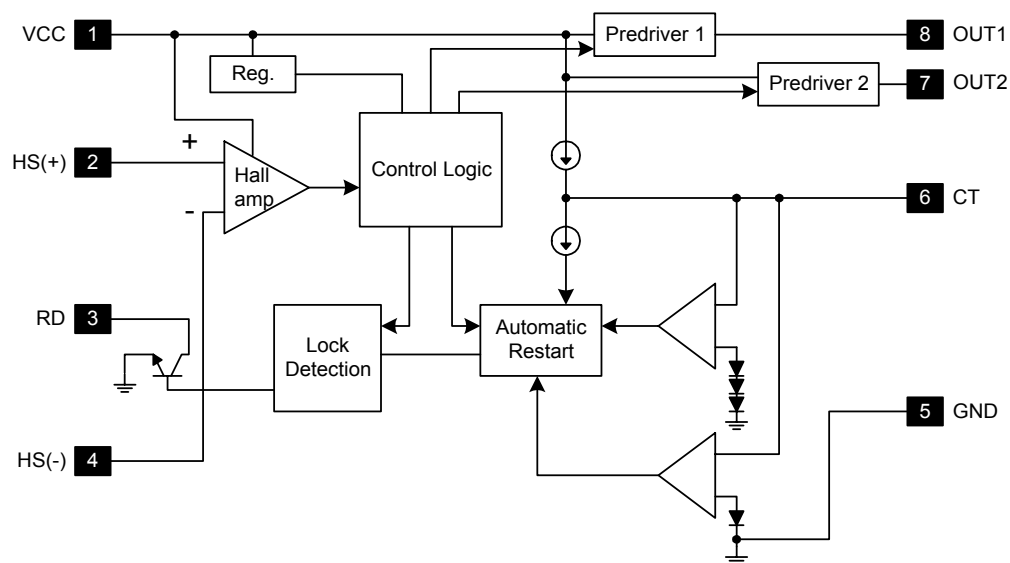 VCC 1
Predriver 1
8 OUT1
Reg.
Predriver 2
7 OUT2
+
HS(+) 2
Hall
amp
Control Logic
-
6 CT
RD 3
Lock
Detection
Automatic
Restart
5 GND
HS(-) 4